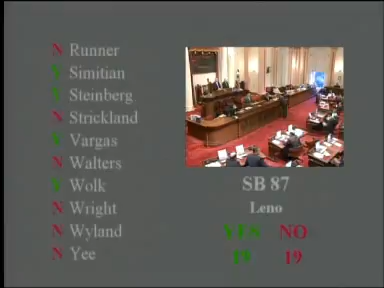 N Runner
Y Simitian
Y Steinberg
N Strickland
Y Vargas
N Walters
Y Wolk
N Wright
N Wyland
N Yee
SB 87
Leno
YES NO
19 19